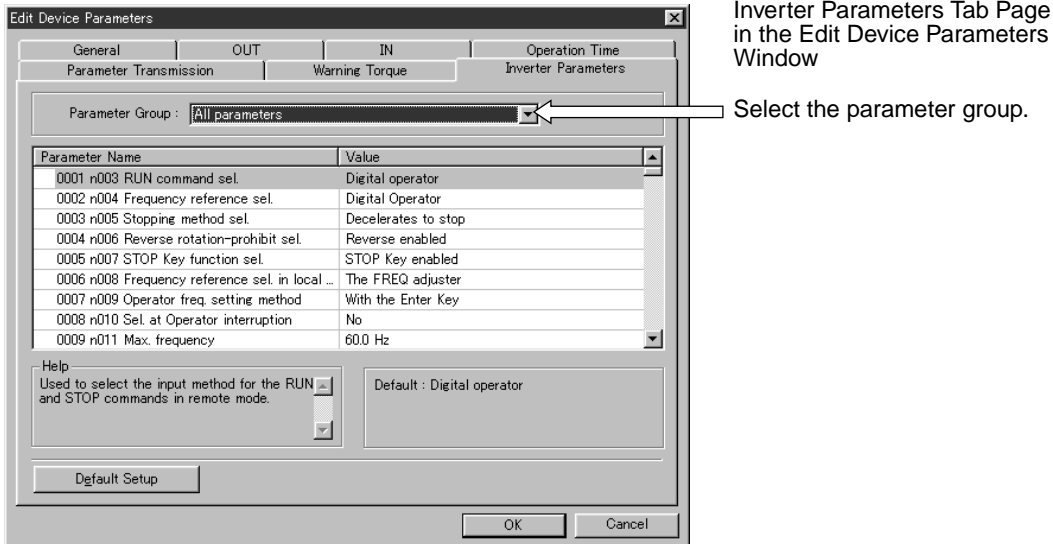 Edit Device Parameters
General OUT IN Operation Time
Parameter Transmission Warning Torque Inverter Parameters
Parameter Group : All parameters
Parameter Name Value
0001 n003 RUN command sel. Digital operator
0002 n004 Frequency reference sel. Digital Operator
0003 n005 Stopping method sel. Decelerates to stop
0004 n006 Reverse rotation-prohibit sel. Reverse enabled
0005 n007 STOP Key function sel. STOP Key enabled
0006 n008 Frequency reference sel. in local ... The FREQ adjuster
0007 n009 Operator freq. setting method With the Enter Key
0008 n010 Sel. at Operator interruption No
0009 n011 Max. frequency 60.0 Hz
Help
Used to select the input method for the RUN
and STOP commands in remote mode.
Default : Digital operator
Default Setup
OK Cancel
Inverter Parameters Tab Page
in the Edit Device Parameters
Window
Select the parameter group.